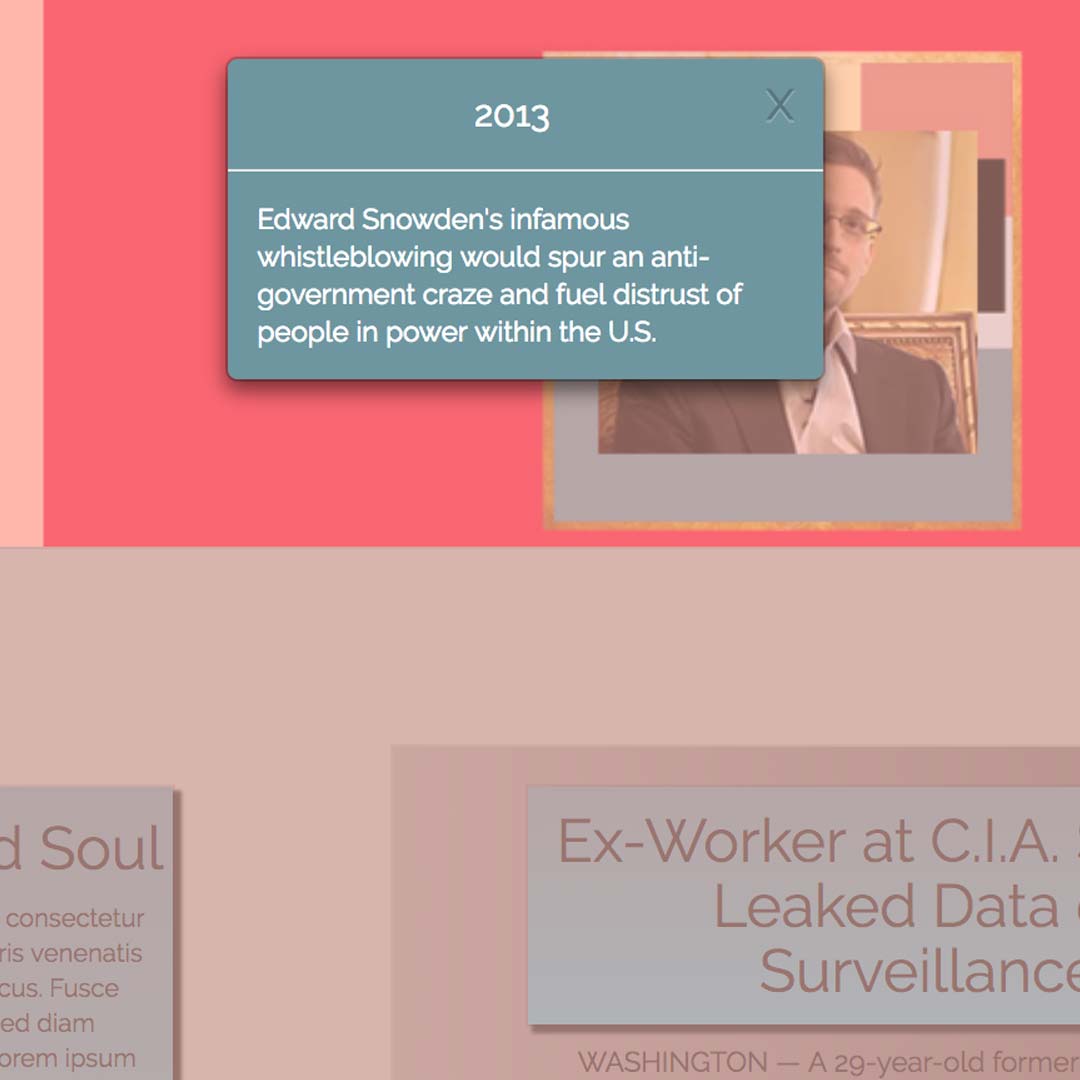 2013
X
Edward Snowden's infamous
whistleblowing would spur an anti-
government craze and fuel distrust of
people in power within the U.S.
d Soul
consectetur
ris venenatis
cus. Fusce
ed diam
orem ipsum
Ex-Worker at C.I.A.
Leaked Data
Surveillance
WASHINGTON — A 29-year-old former